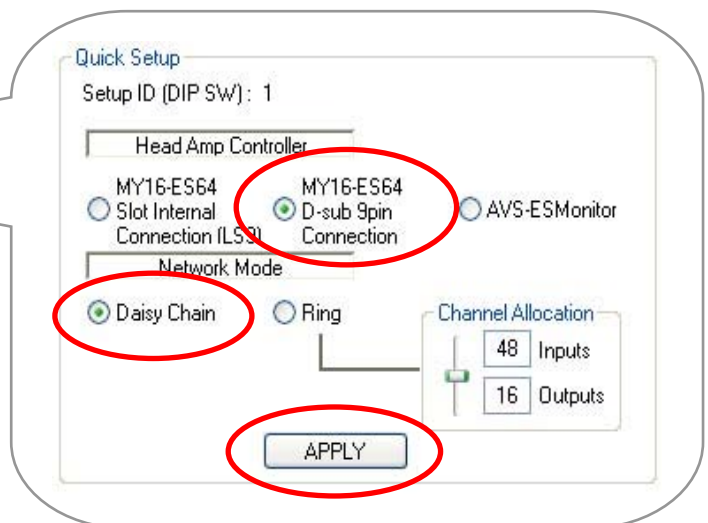 Quick Setup
Setup ID (DIP SW) : 1
Head Amp Controller
MY16-ES64
Slot Internal
Connection (LS9)
MY16-ES64
D-sub 9pin
Connection
AVS-ESMonitor
Network Mode
Daisy Chain
Ring
Channel Allocation
48 Inputs
16 Outputs
APPLY